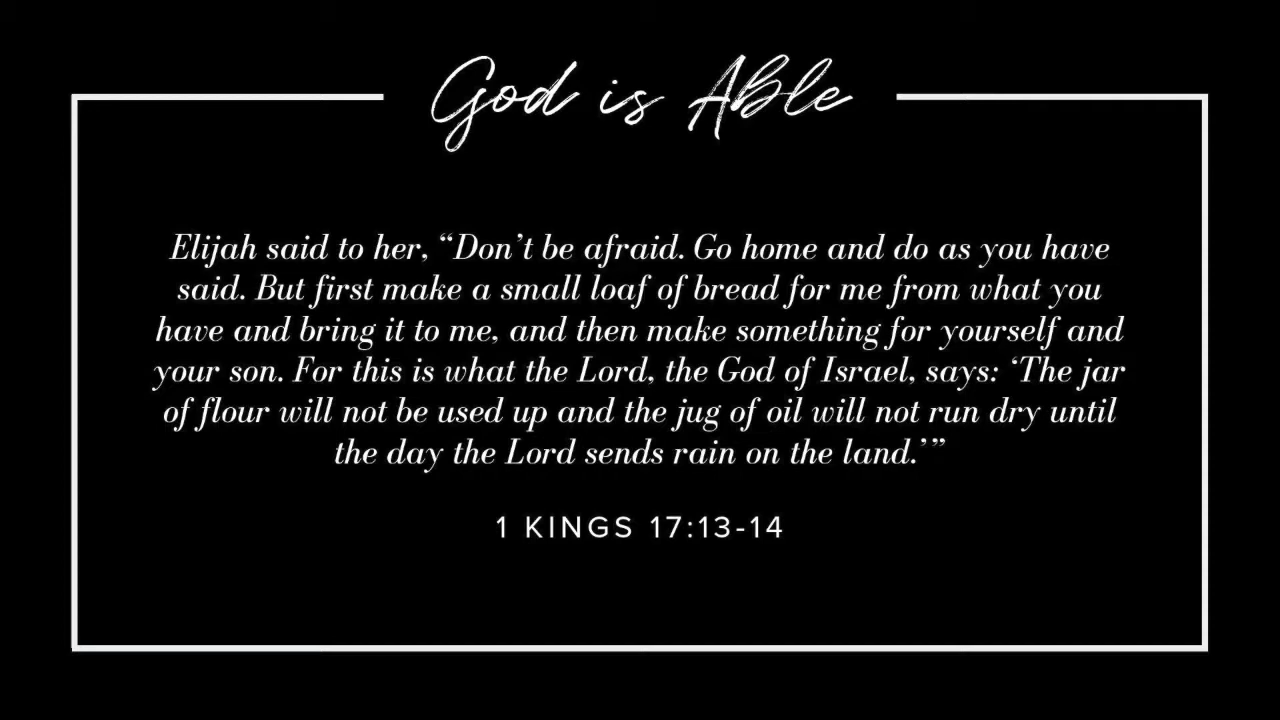 God is Able
Elijah said to her, “Don’t be afraid. Go home and do as you have
said. But first make a small loaf of bread for me from what you
have and bring it to me, and then make something for yourself and
your son. For this is what the Lord, the God of Israel, says: ‘The jar
of flour will not be used up and the jug of oil will not run dry until
the day the Lord sends rain on the land.’”
1 KINGS 17:13-14